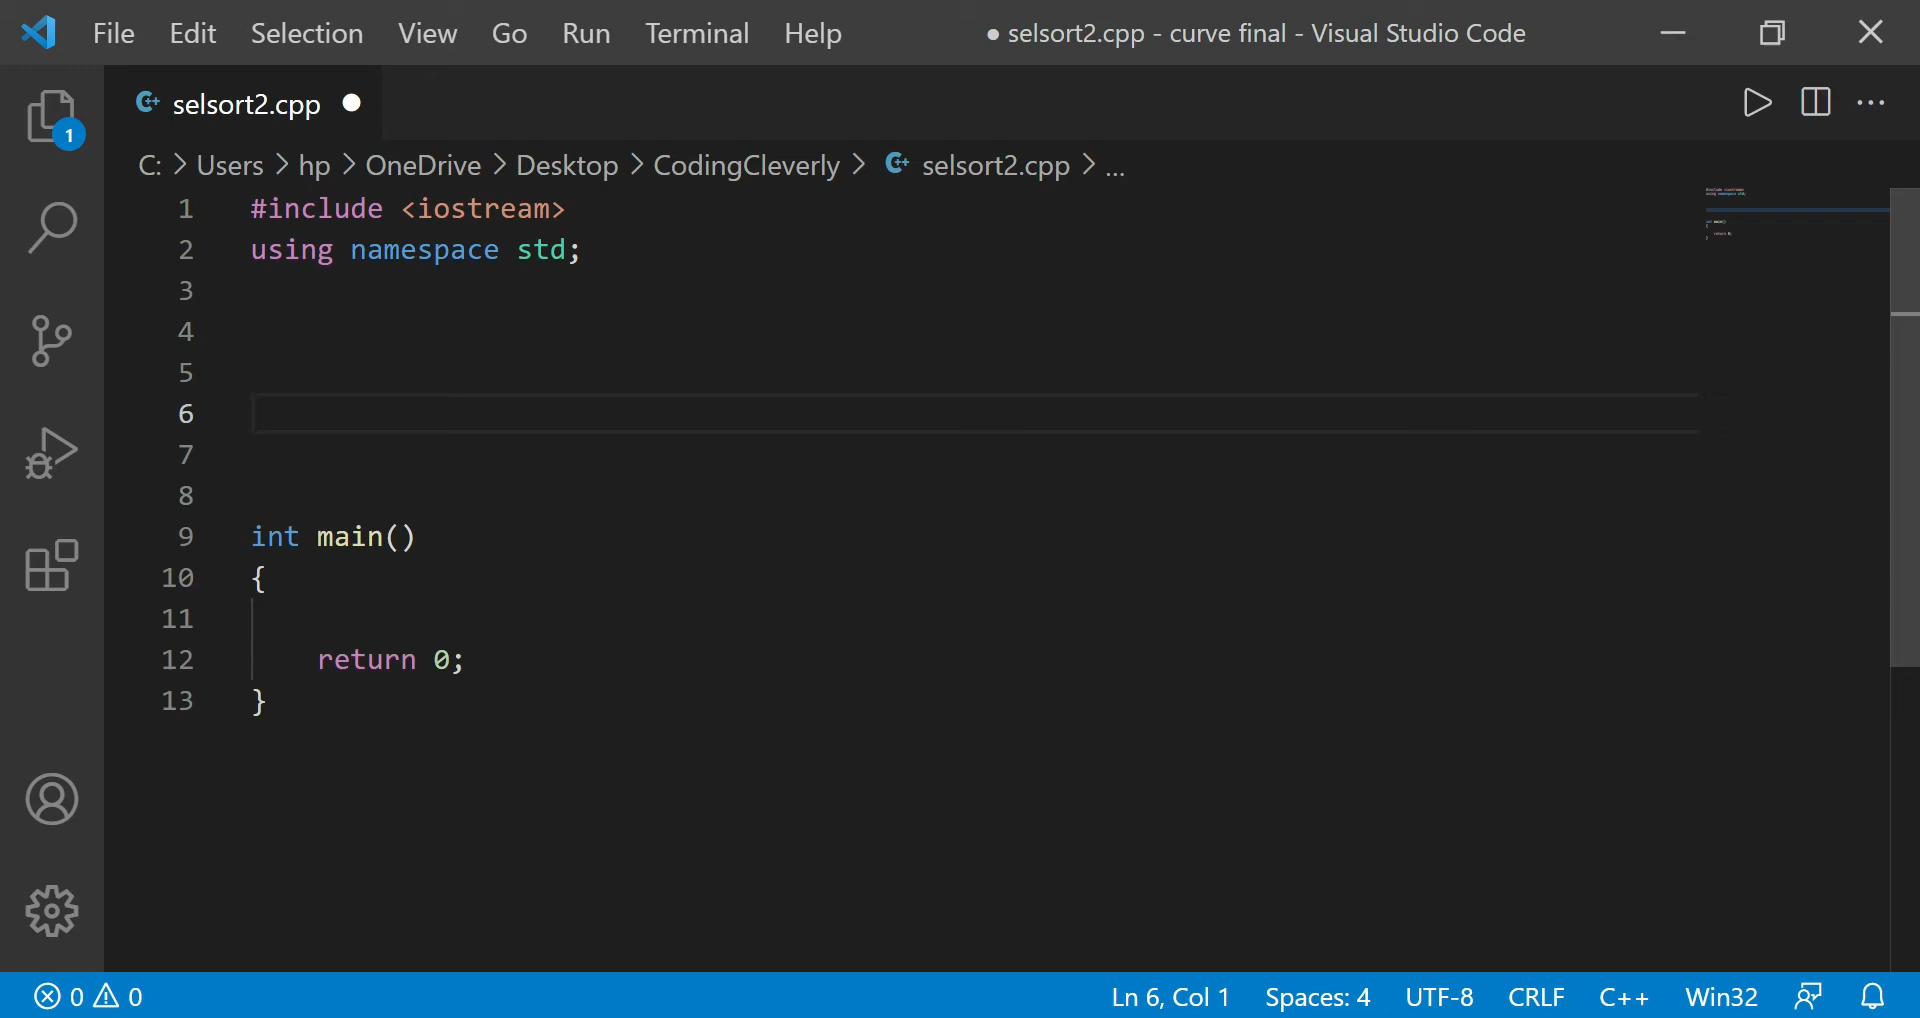 File Edit Selection View Go Run Terminal Help ● selsort2.cpp - curve final - Visual Studio Code
selsort2.cpp
1
C: > Users > hp > OneDrive > Desktop > CodingCleverly > selsort2.cpp > ...
1 #include <iostream>
2 using namespace std;
3
4
5
6
7
8
9 int main()
10 {
11
12 return 0;
13 }
0 0 Ln 6, Col 1 Spaces: 4 UTF-8 CRLF C++ Win32